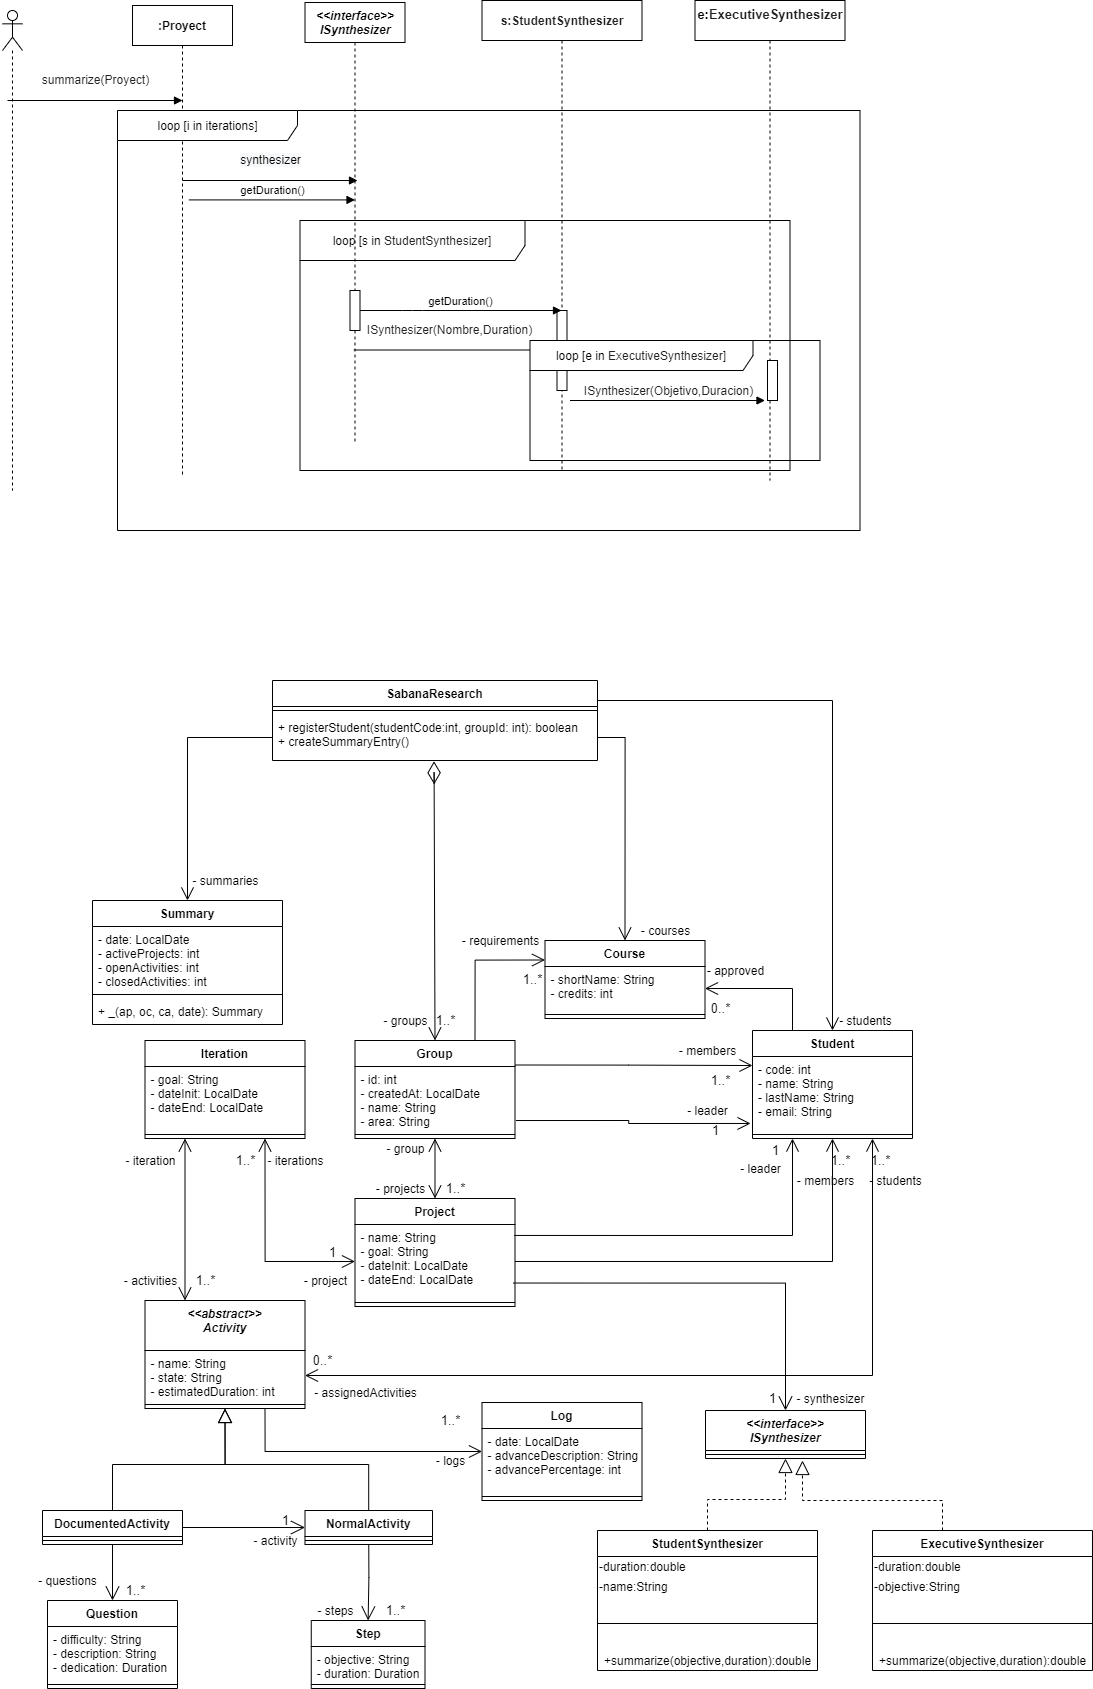 :Proyect
<<interface>>
ISynthesizer
s:StudentSynthesizer
e:ExecutiveSynthesizer
summarize(Proyect)
loop [i in iterations]
synthesizer
getDuration()
loop [s in StudentSynthesizer]
getDuration()
ISynthesizer(Nombre,Duration)
loop [e in ExecutiveSynthesizer]
ISynthesizer(Objetivo,Duracion)
SabanaResearch
+ registerStudent(studentCode:int, groupId: int): boolean
+ createSummaryEntry()
- summaries
Summary
- date: LocalDate
- activeProjects: int
- openActivities: int
- closedActivities: int
+ _(ap, oc, ca, date): Summary
- courses
- requirements
1..*
Course
- shortName: String
- credits: int
- approved
0..*
- groups
1..*
- students
Iteration
- goal: String
- dateInit: LocalDate
- dateEnd: LocalDate
Group
- id: int
- createdAt: LocalDate
- name: String
- area: String
- members
1..*
- leader
1
Student
- code: int
- name: String
- lastName: String
- email: String
- iteration
1..*
- iterations
- group
- projects
1..*
1
- leader
1..*
- members
1..*
- students
Project
- name: String
- goal: String
- dateInit: LocalDate
- dateEnd: LocalDate
1
- project
- activities
1..*
<<abstract>>
Activity
- name: String
- state: String
- estimatedDuration: int
0..*
- assignedActivities
1
- synthesizer
<<interface>>
ISynthesizer
1..*
- logs
Log
- date: LocalDate
- advanceDescription: String
- advancePercentage: int
DocumentedActivity
1
- activity
NormalActivity
StudentSynthesizer
-duration:double
-name:String
+summarize(objective,duration):double
ExecutiveSynthesizer
-duration:double
-objective:String
+summarize(objective,duration):double
- questions
1..*
Question
- difficulty: String
- description: String
- dedication: Duration
- steps
1..*
Step
- objective: String
- duration: Duration